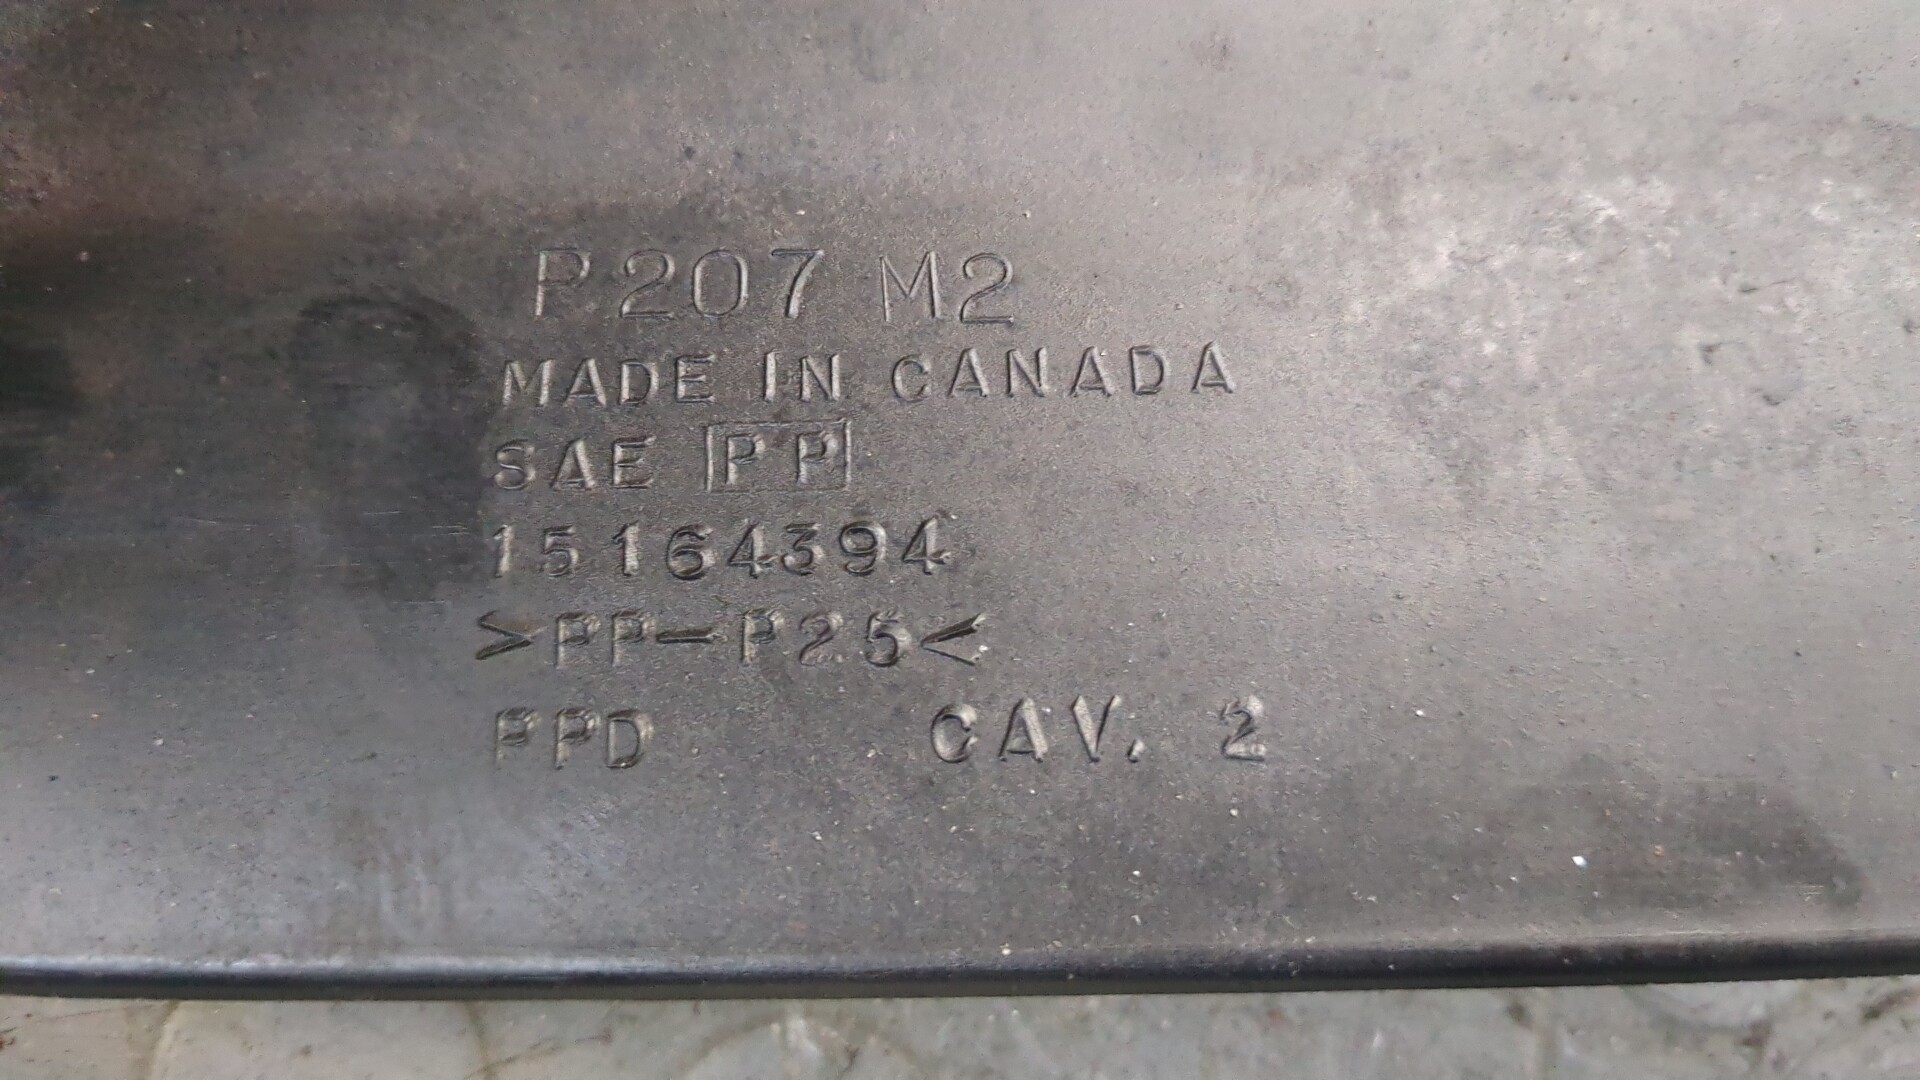 P207 M2
MADE IN CANADA
SAE PP
15164394
>PP-P25<
PPD CAV. 2